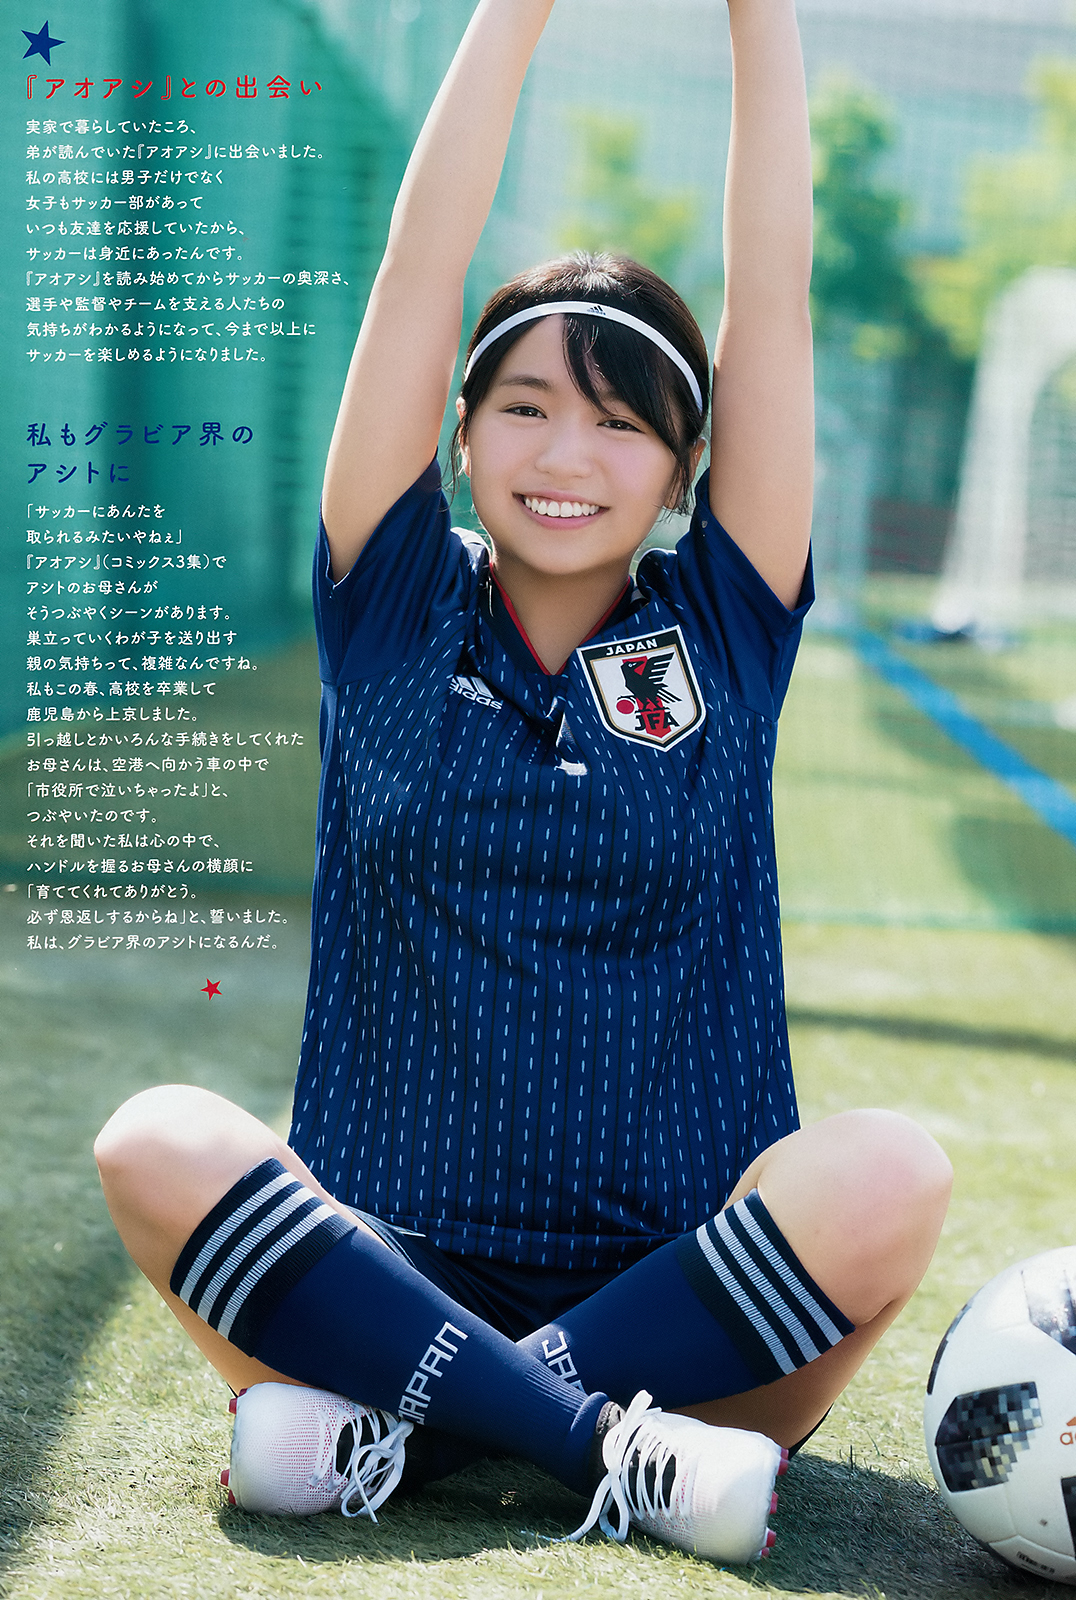 『アオアシ』との出会い
実家で暮らしていたころ、
弟が読んでいた『アオアシ』に出会いました。
私の高校には男子だけでなく
女子もサッカー部があって
いつも友達を応援していたから、
サッカーは身近にあったんです。
『アオアシ』を読み始めてからサッカーの奥深さ、
選手や監督やチームを支える人たちの
気持ちがわかるようになって、今まで以上に
サッカーを楽しめるようになりました。
私もグラビア界の
アシトに
「サッカーにあんたを
取られるみたいやねぇ」
『アオアシ』(コミックス3集)で
アシトのお母さんが
そうつぶやくシーンがあります。
巣立っていくわが子を送り出す
親の気持ちって、複雑なんですね。
私もこの春、高校を卒業して
鹿児島から上京しました。
引っ越しとかいろんな手続きをしてくれた
お母さんは、空港へ向かう車の中で
「市役所で泣いちゃったよ」と、
つぶやいたのです。
それを聞いた私は心の中で、
ハンドルを握るお母さんの横顔に
「育ててくれてありがとう。
必ず恩返しするからね」と、誓いました。
私は、グラビア界のアシトになるんだ。
adidas
adidas
JAPAN
JFA
JAPAN
JA